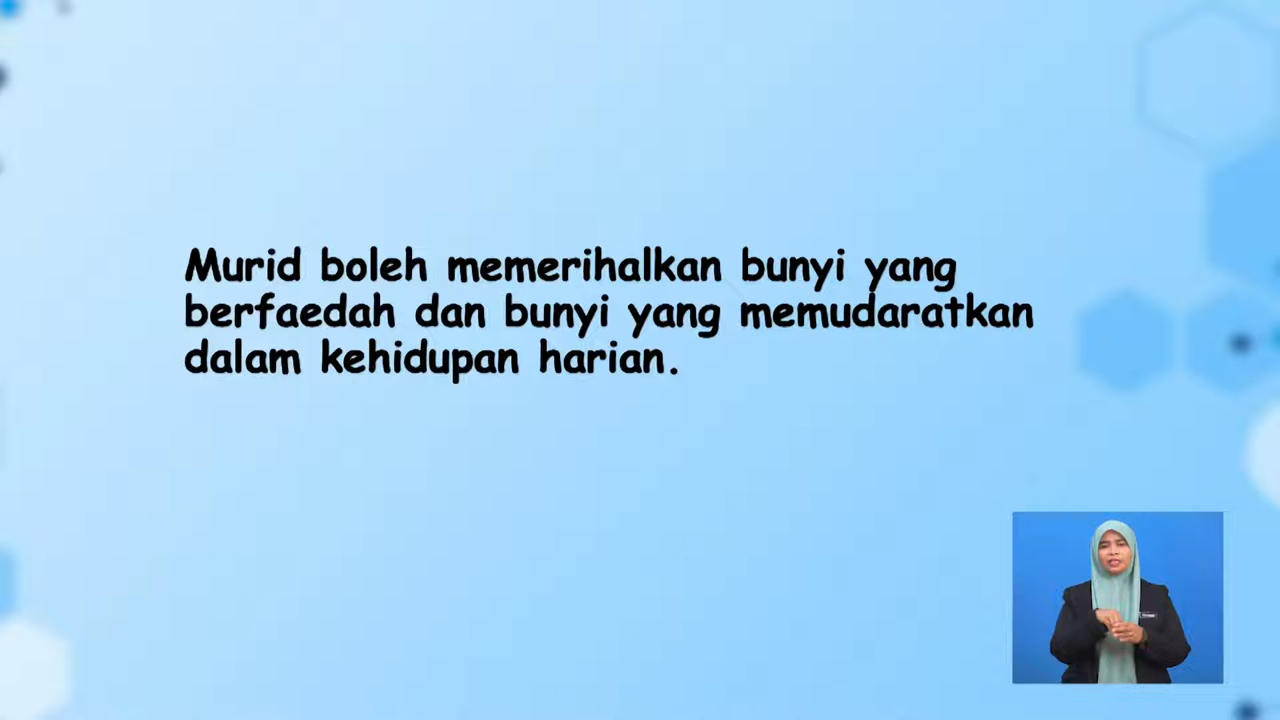 Murid boleh memerihalkan bunyi yang
berfaedah dan bunyi yang memudaratkan
dalam kehidupan harian.